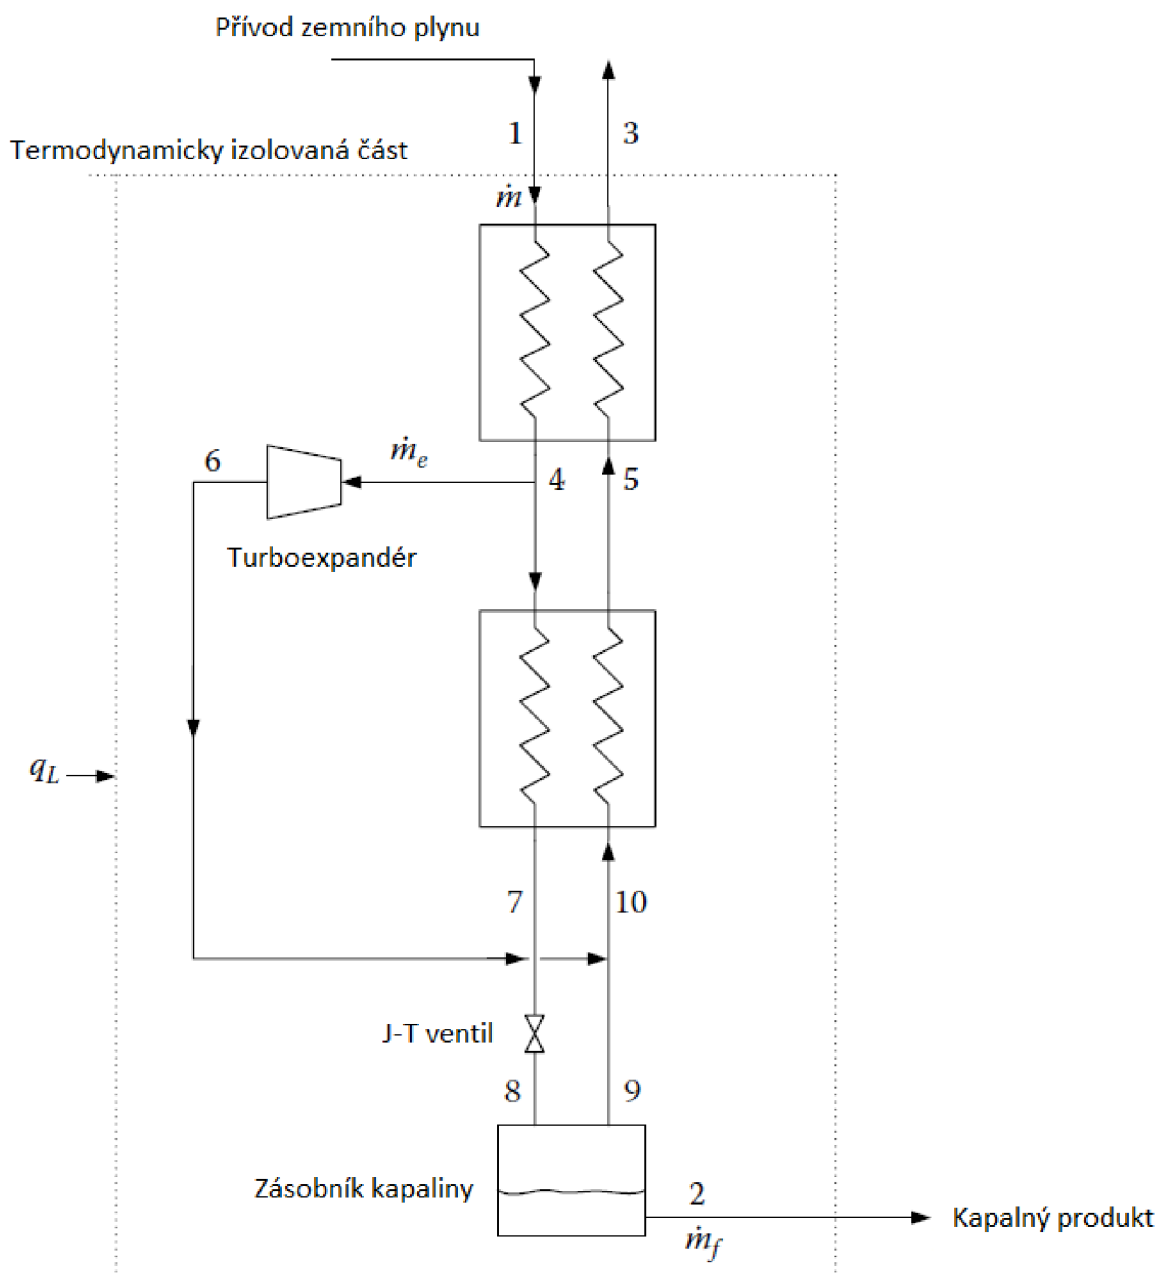 Přívod zemního plynu
1
3
Termodynamicky izolovaná část
ṁ
6
ṁe
4
5
Turboexpandér
qL
7
10
J-T ventil
8
9
Zásobník kapaliny
2
ṁf
Kapalný produkt